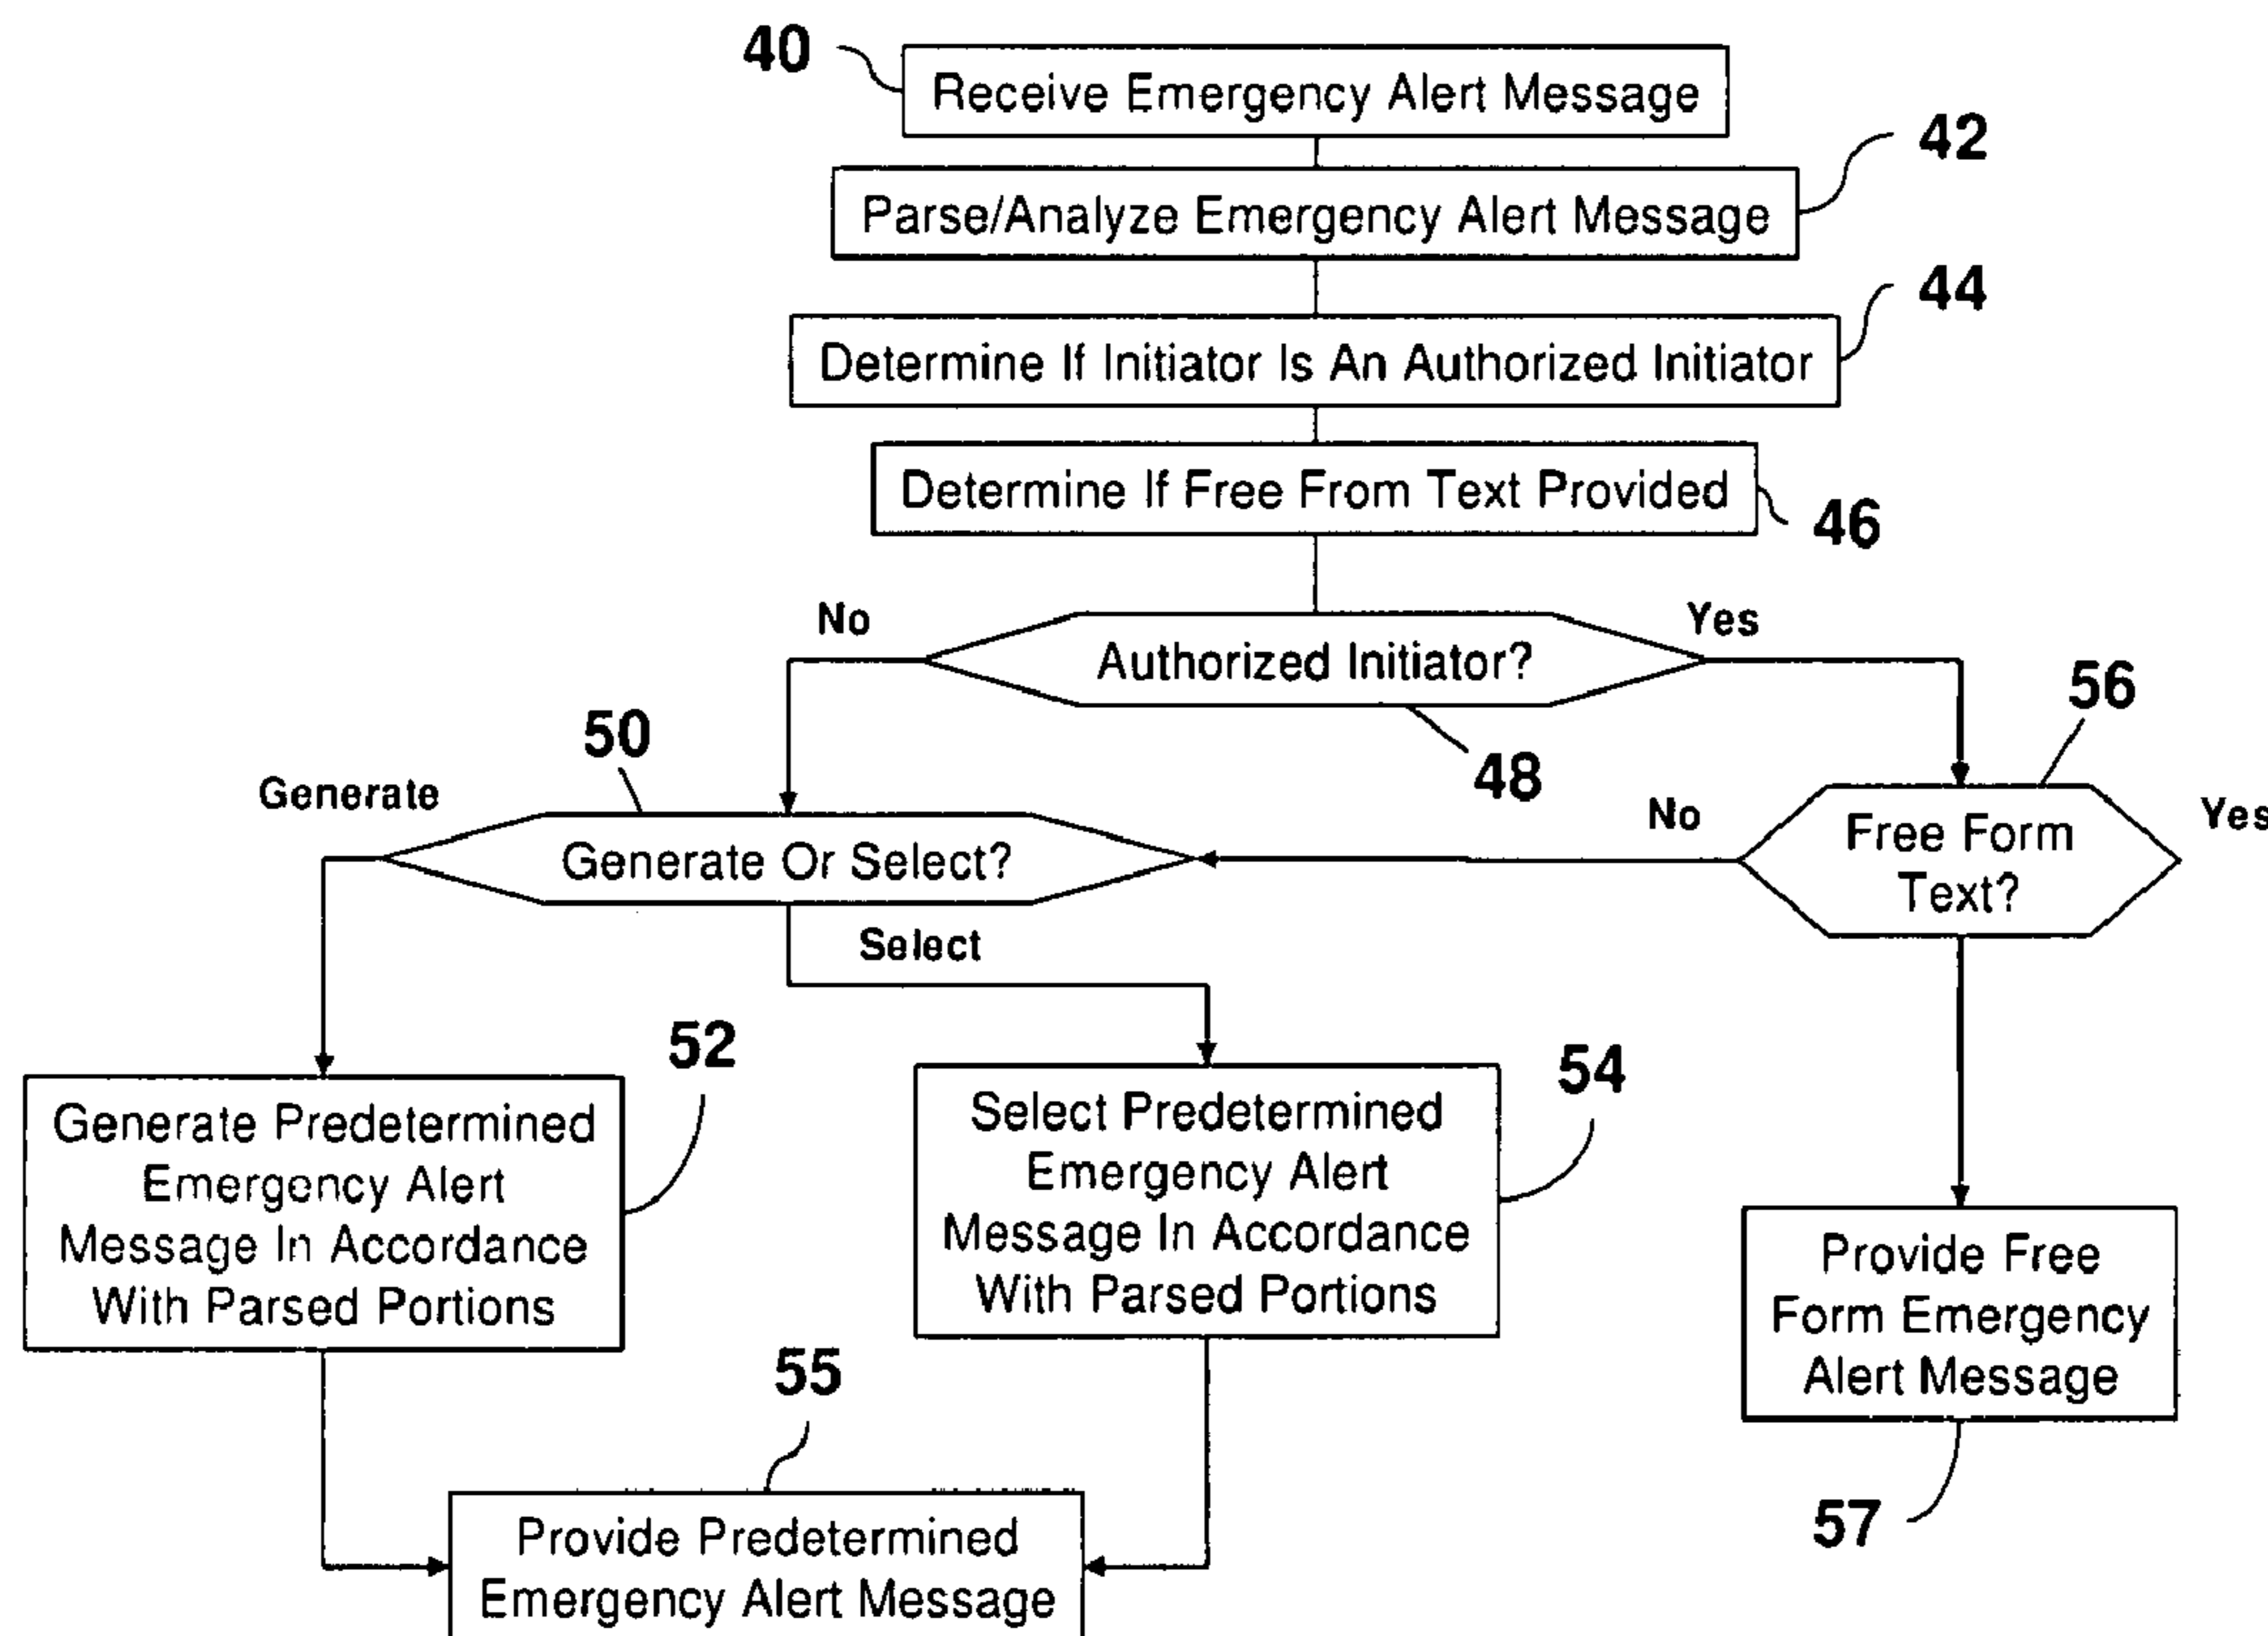 40
Receive Emergency Alert Message
42
Parse/Analyze Emergency Alert Message
44
Determine If Initiator Is An Authorized Initiator
Determine If Free From Text Provided
46
No
Yes
Authorized Initiator?
48
50
56
Generate
Generate Or Select?
No
Free Form
Text?
Yes
Select
52
Generate Predetermined
Emergency Alert
Message In Accordance
With Parsed Portions
54
Select Predetermined
Emergency Alert
Message In Accordance
With Parsed Portions
Provide Free
Form Emergency
Alert Message
57
55
Provide Predetermined
Emergency Alert Message